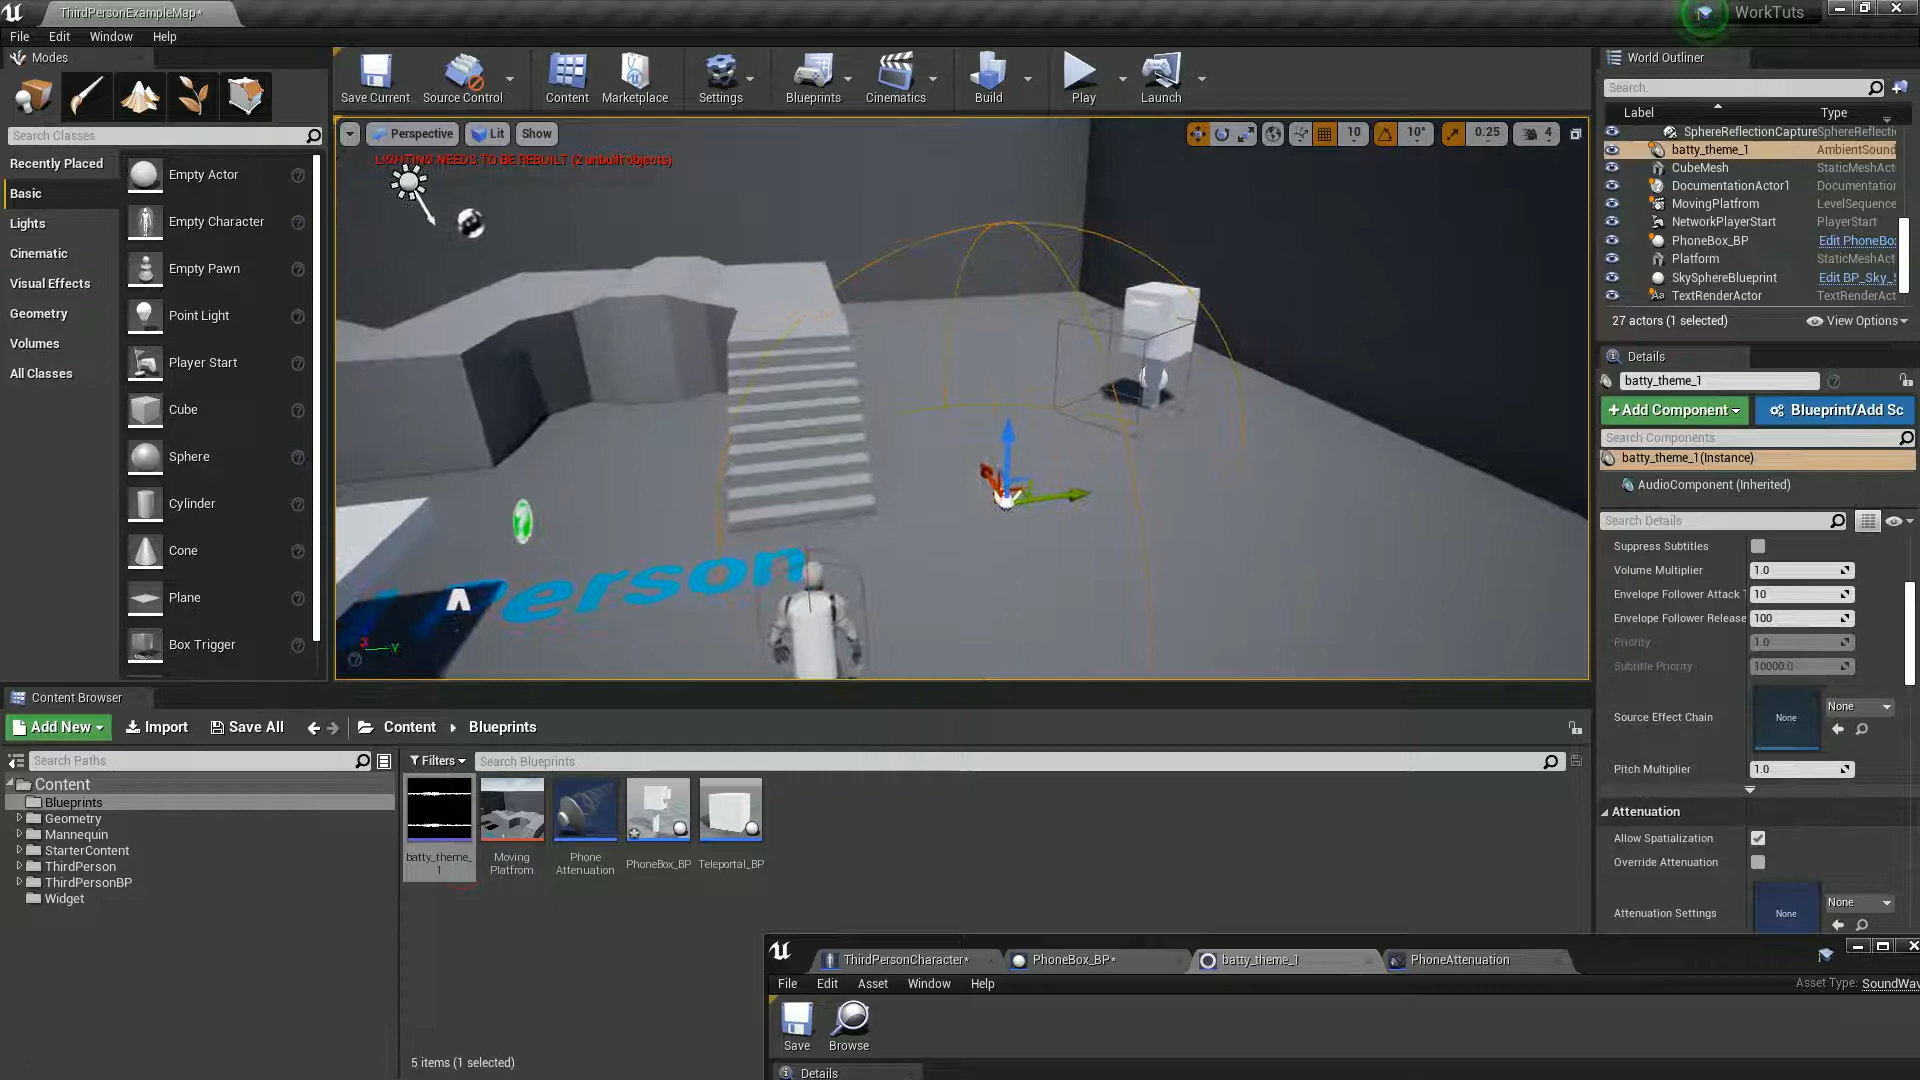 ThirdPersonExampleMap*
WorkTuts
File Edit Window Help
Modes
Save Current Source Control Content Marketplace Settings Blueprints Cinematics Build Play Launch
World Outliner
Search.
Search Classes
Label Type
Perspective Lit Show 10 10° 0.25 4
LIGHTING NEEDS TO BE REBUILT (2 unbuilt objects)
SphereReflectionCapture SphereReflecti
batty_theme_1 AmbientSound
CubeMesh StaticMeshAct
DocumentationActor1 Documentation
MovingPlatfrom LevelSequence
NetworkPlayerStart PlayerStart
PhoneBox_BP Edit PhoneBo
Platform StaticMeshAct
SkySphereBlueprint Edit BP_Sky_S
TextRenderActor TextRenderAct
27 actors (1 selected) View Options
Recently Placed
Basic
Lights
Cinematic
Visual Effects
Geometry
Volumes
All Classes
Empty Actor
Empty Character
Empty Pawn
Point Light
Player Start
Cube
Sphere
Cylinder
Cone
Plane
Box Trigger
Person
Details
batty_theme_1
+Add Component Blueprint/Add Sc
Search Components
batty_theme_1(Instance)
AudioComponent (Inherited)
Search Details
Suppress Subtitles
Volume Multiplier 1.0
Envelope Follower Attack T 10
Envelope Follower Release 100
Priority 1.0
Subtitle Priority 10000.0
Source Effect Chain None None
Pitch Multiplier 1.0
Attenuation
Allow Spatialization
Override Attenuation
Attenuation Settings None None
Content Browser
Add New Import Save All Content Blueprints
Search Paths
Filters Search Blueprints
Content
Blueprints
Geometry
Mannequin
StarterContent
ThirdPerson
ThirdPersonBP
Widget
batty_theme_
1
Moving
Platfrom
Phone
Attenuation
PhoneBox_BP
Teleportal_BP
5 items (1 selected)
ThirdPersonCharacter* PhoneBox_BP* batty_theme_1 PhoneAttenuation
File Edit Asset Window Help
Asset Type: SoundWav
Save Browse
Details